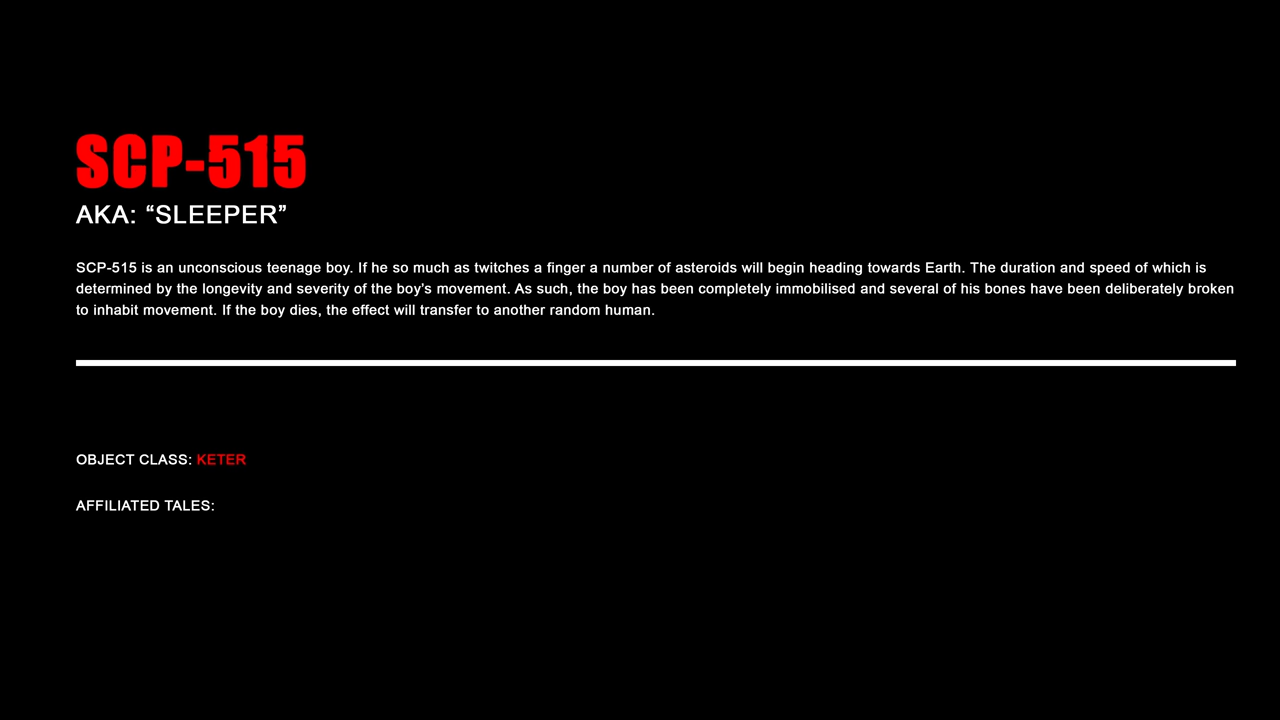 SCP-515
AKA: “SLEEPER”
SCP-515 is an unconscious teenage boy. If he so much as twitches a finger a number of asteroids will begin heading towards Earth. The duration and speed of which is
determined by the longevity and severity of the boy’s movement. As such, the boy has been completely immobilised and several of his bones have been deliberately broken
to inhabit movement. If the boy dies, the effect will transfer to another random human.
OBJECT CLASS: KETER
AFFILIATED TALES: